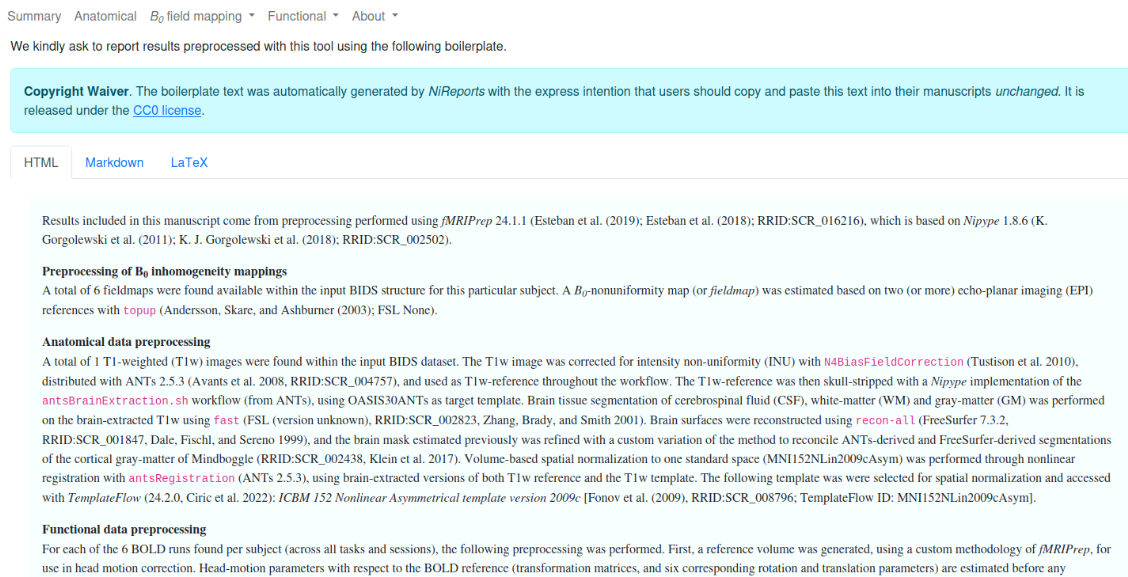 Summary Anatomical B0 field mapping Functional About
We kindly ask to report results preprocessed with this tool using the following boilerplate.
Copyright Waiver. The boilerplate text was automatically generated by NiReports with the express intention that users should copy and paste this text into their manuscripts unchanged. It is
released under the CC0 license.
HTML Markdown LaTeX
Results included in this manuscript come from preprocessing performed using fMRIPrep 24.1.1 (Esteban et al. (2019); Esteban et al. (2018); RRID:SCR_016216), which is based on Nipype 1.8.6 (K.
Gorgolewski et al. (2011); K. J. Gorgolewski et al. (2018); RRID:SCR_002502).
Preprocessing of B0 inhomogeneity mappings
A total of 6 fieldmaps were found available within the input BIDS structure for this particular subject. A B0-nonuniformity map (or fieldmap) was estimated based on two (or more) echo-planar imaging (EPI)
references with topup (Andersson, Skare, and Ashburner (2003); FSL None).
Anatomical data preprocessing
A total of 1 T1-weighted (T1w) images were found within the input BIDS dataset. The T1w image was corrected for intensity non-uniformity (INU) with N4BiasFieldCorrection (Tustison et al. 2010),
distributed with ANTs 2.5.3 (Avants et al. 2008, RRID:SCR_004757), and used as T1w-reference throughout the workflow. The T1w-reference was then skull-stripped with a Nipype implementation of the
antsBrainExtraction.sh workflow (from ANTs), using OASIS30ANTs as target template. Brain tissue segmentation of cerebrospinal fluid (CSF), white-matter (WM) and gray-matter (GM) was performed
on the brain-extracted T1w using fast (FSL (version unknown), RRID:SCR_002823, Zhang, Brady, and Smith 2001). Brain surfaces were reconstructed using recon-all (FreeSurfer 7.3.2,
RRID:SCR_001847, Dale, Fischl, and Sereno 1999), and the brain mask estimated previously was refined with a custom variation of the method to reconcile ANTs-derived and FreeSurfer-derived segmentations
of the cortical gray-matter of Mindboggle (RRID:SCR_002438, Klein et al. 2017). Volume-based spatial normalization to one standard space (MNI152NLin2009cAsym) was performed through nonlinear
registration with antsRegistration (ANTs 2.5.3), using brain-extracted versions of both T1w reference and the T1w template. The following template was were selected for spatial normalization and accessed
with TemplateFlow (24.2.0, Ciric et al. 2022): ICBM 152 Nonlinear Asymmetrical template version 2009c [Fonov et al. (2009), RRID:SCR_008796; TemplateFlow ID: MNI152NLin2009cAsym].
Functional data preprocessing
For each of the 6 BOLD runs found per subject (across all tasks and sessions), the following preprocessing was performed. First, a reference volume was generated, using a custom methodology of fMRIPrep, for
use in head motion correction. Head-motion parameters with respect to the BOLD reference (transformation matrices, and six corresponding rotation and translation parameters) are estimated before any